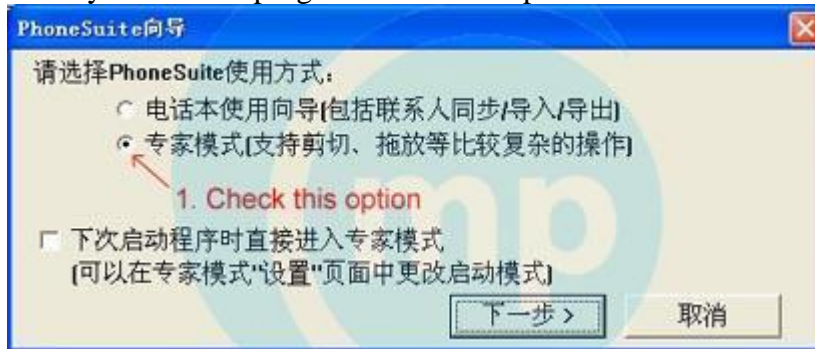 PhoneSuite向导
请选择PhoneSuite使用方式:
电话本使用向导(包括联系人同步/导入/导出)
专家模式(支持剪切、拖放等比较复杂的操作)
1. Check this option
下次启动程序时直接进入专家模式
(可以在专家模式"设置"页面中更改启动模式)
下一步 > 取消
mp